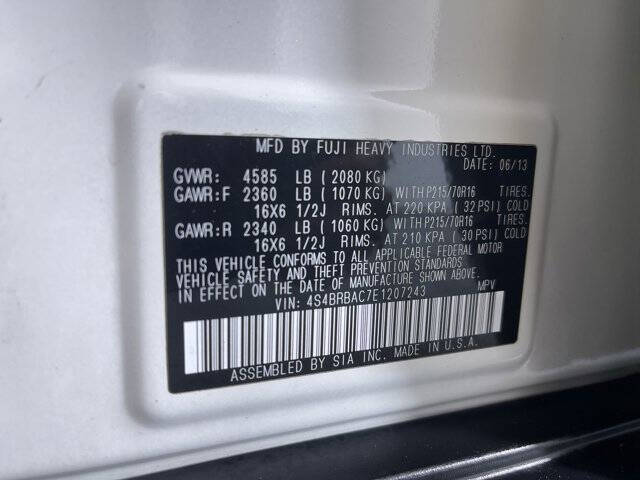 MFD BY FUJI HEAVY INDUSTRIES LTD.
DATE: 06/13
GVWR: 4585 LB ( 2080 KG)
GAWR:F 2360 LB ( 1070 KG) WITH P215/70R16 TIRES.
16X6 1/2J RIMS. AT 220 KPA ( 32 PSI) COLD
GAWR:R 2340 LB ( 1060 KG) WITH P215/70R16 TIRES.
16X6 1/2J RIMS. AT 210 KPA ( 30 PSI) COLD
THIS VEHICLE CONFORMS TO ALL APPLICABLE FEDERAL MOTOR
VEHICLE SAFETY AND THEFT PREVENTION STANDARDS
IN EFFECT ON THE DATE OF MANUFACTURE SHOWN ABOVE.
VIN: 4S4BRBAC7E1207243 MPV
ASSEMBLED BY SIA INC. MADE IN U.S.A.